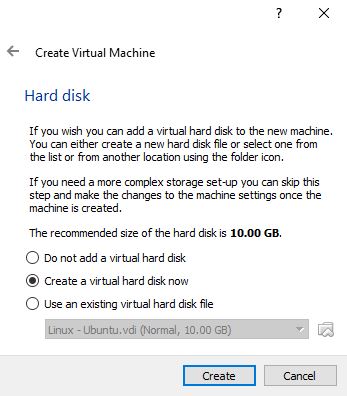 ?
Create Virtual Machine
Hard disk
If you wish you can add a virtual hard disk to the new machine.
You can either create a new hard disk file or select one from
the list or from another location using the folder icon.
If you need a more complex storage set-up you can skip this
step and make the changes to the machine settings once the
machine is created.
The recommended size of the hard disk is 10.00 GB.
Do not add a virtual hard disk
Create a virtual hard disk now
Use an existing virtual hard disk file
Linux - Ubuntu.vdi (Normal, 10.00 GB)
Create Cancel